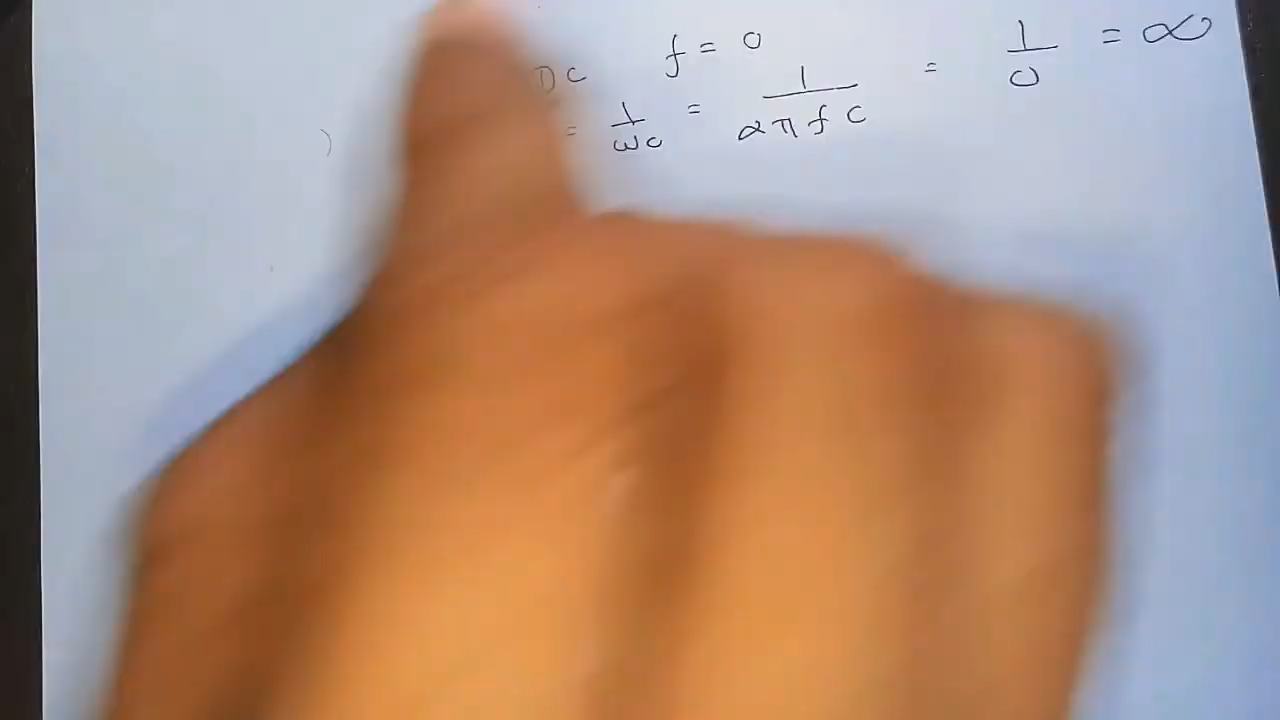 DC f = 0
= 1/ωc = 1/2πfc = 1/0 = ∞